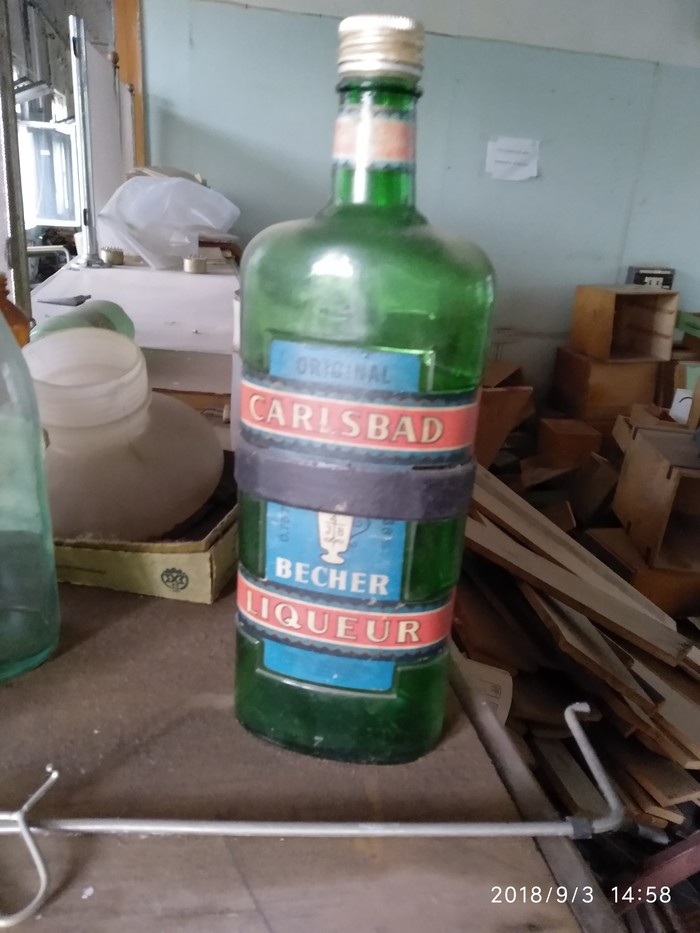 ORIGINAL
CARLSBAD
BECHER
LIQUEUR
2018/9/3 14:58